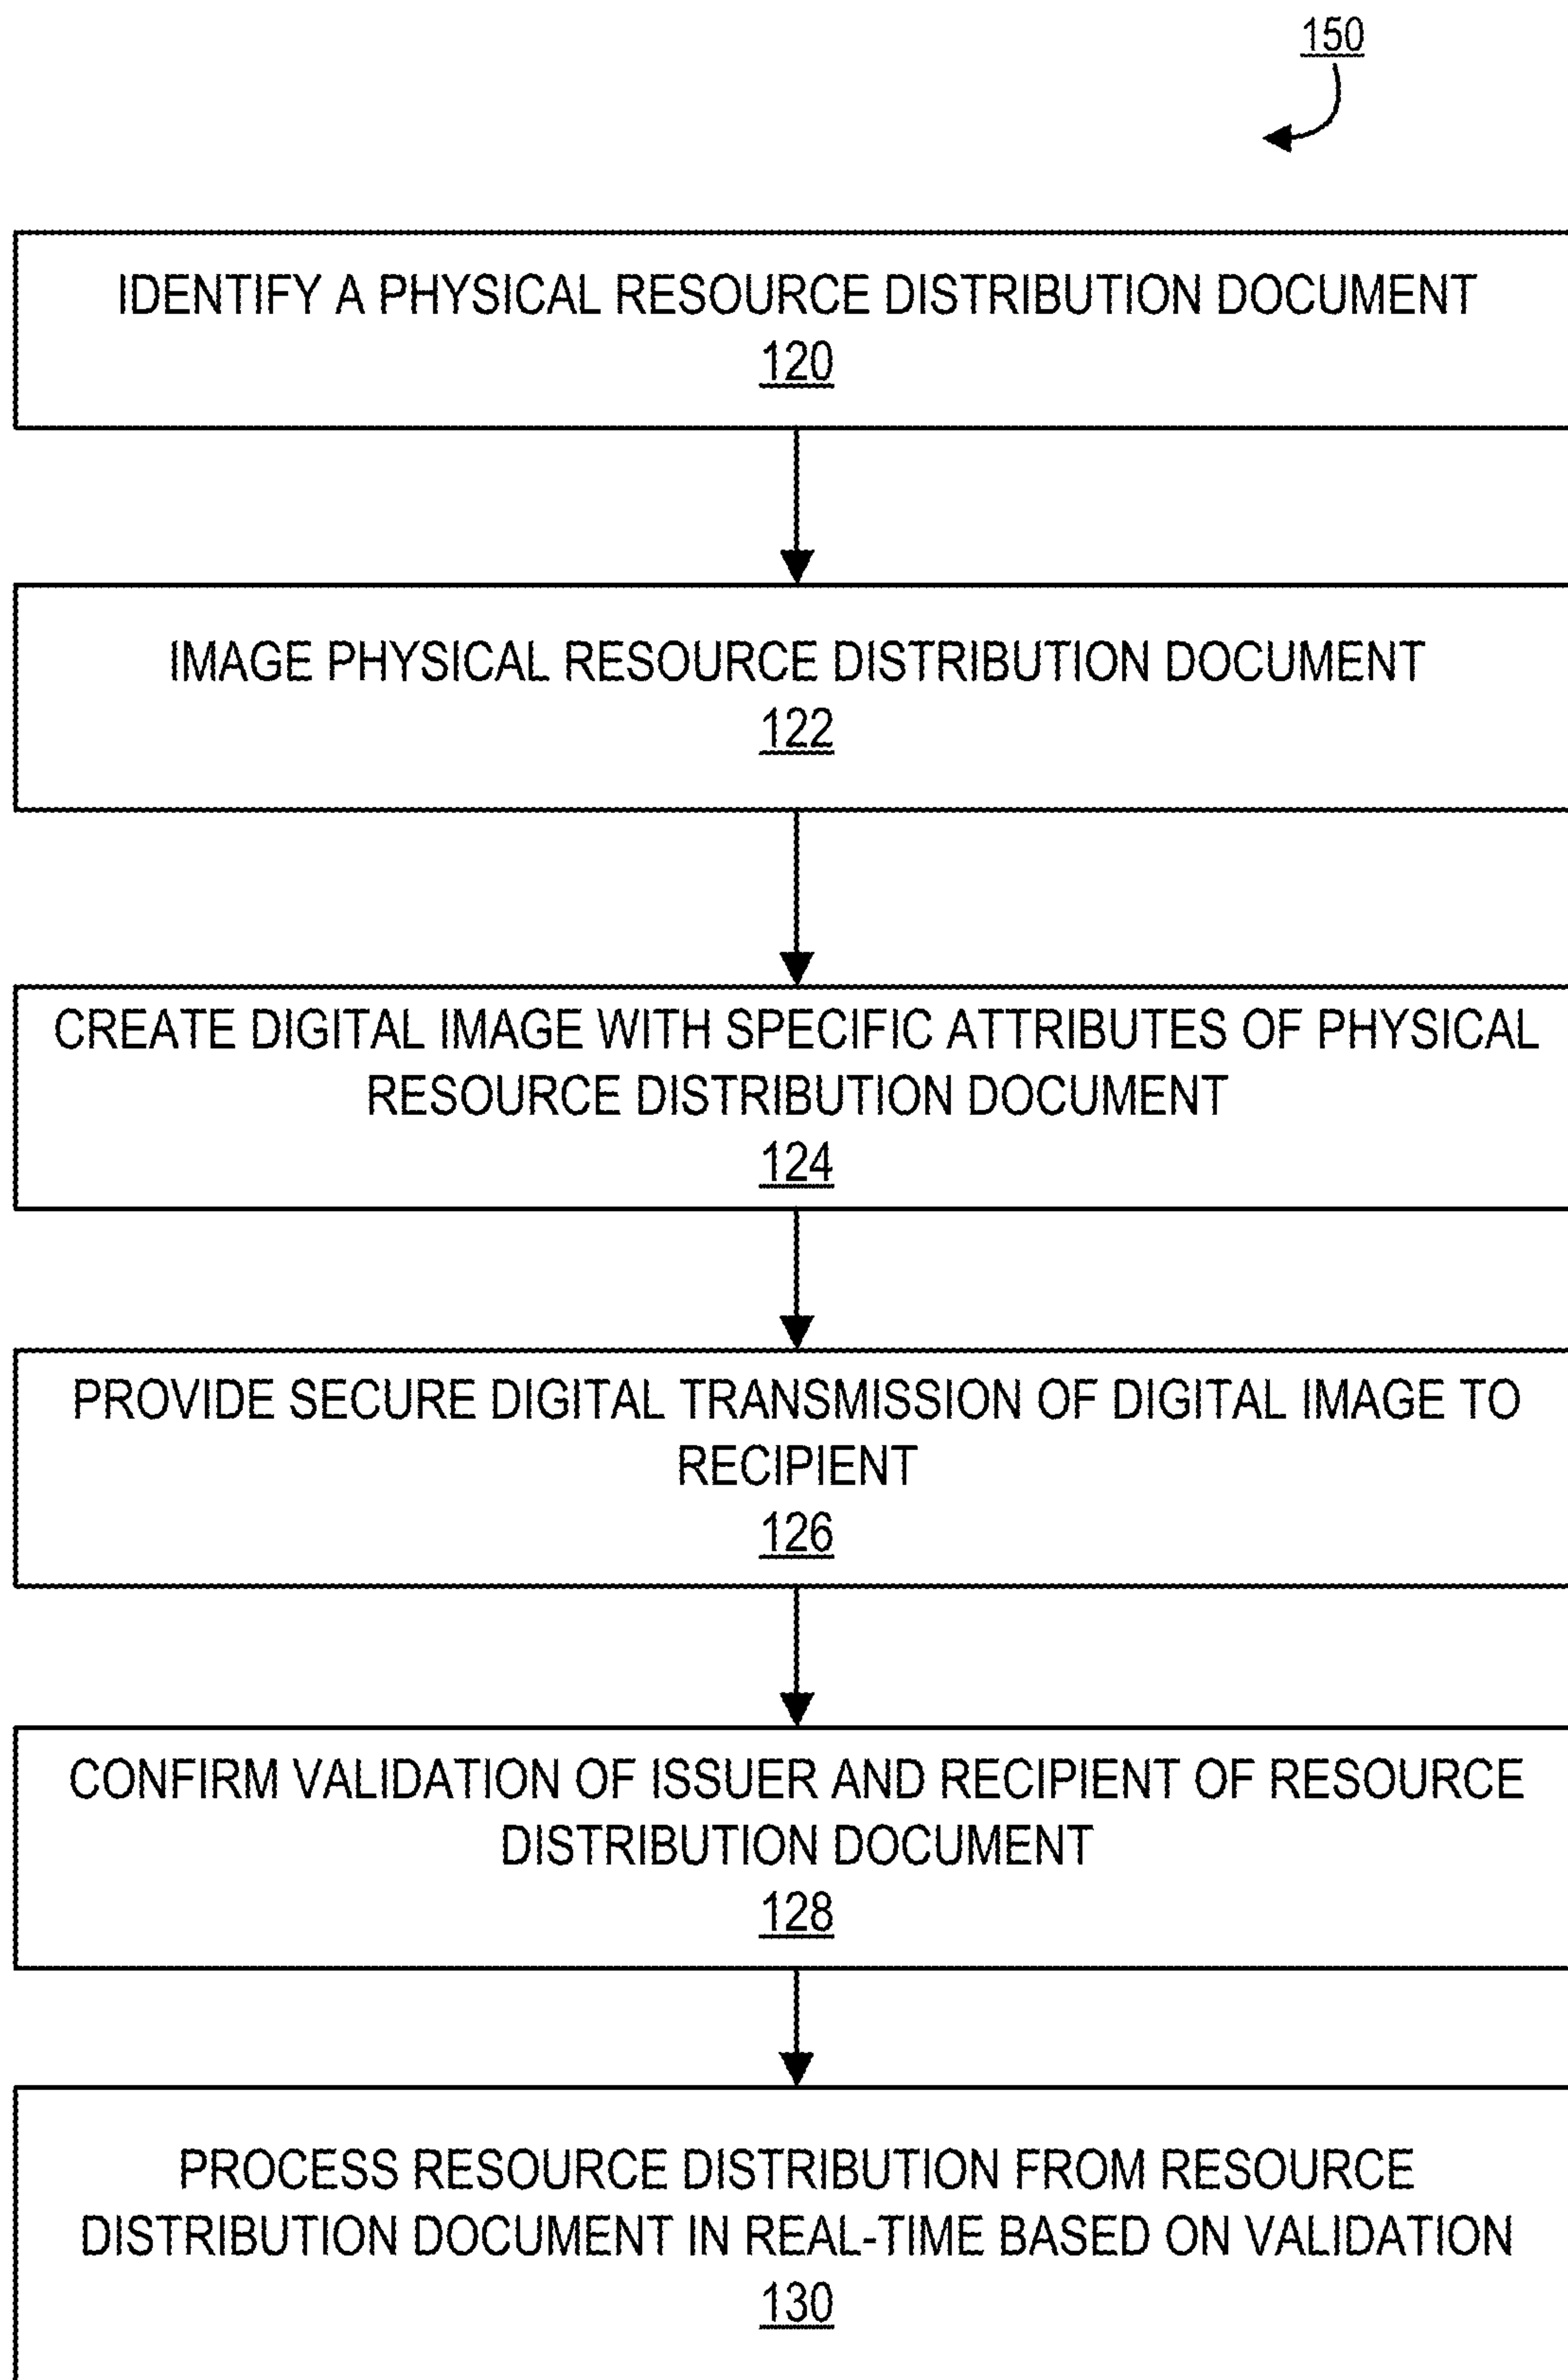 150
IDENTIFY A PHYSICAL RESOURCE DISTRIBUTION DOCUMENT
120
IMAGE PHYSICAL RESOURCE DISTRIBUTION DOCUMENT
122
CREATE DIGITAL IMAGE WITH SPECIFIC ATTRIBUTES OF PHYSICAL
RESOURCE DISTRIBUTION DOCUMENT
124
PROVIDE SECURE DIGITAL TRANSMISSION OF DIGITAL IMAGE TO
RECIPIENT
126
CONFIRM VALIDATION OF ISSUER AND RECIPIENT OF RESOURCE
DISTRIBUTION DOCUMENT
128
PROCESS RESOURCE DISTRIBUTION FROM RESOURCE
DISTRIBUTION DOCUMENT IN REAL-TIME BASED ON VALIDATION
130